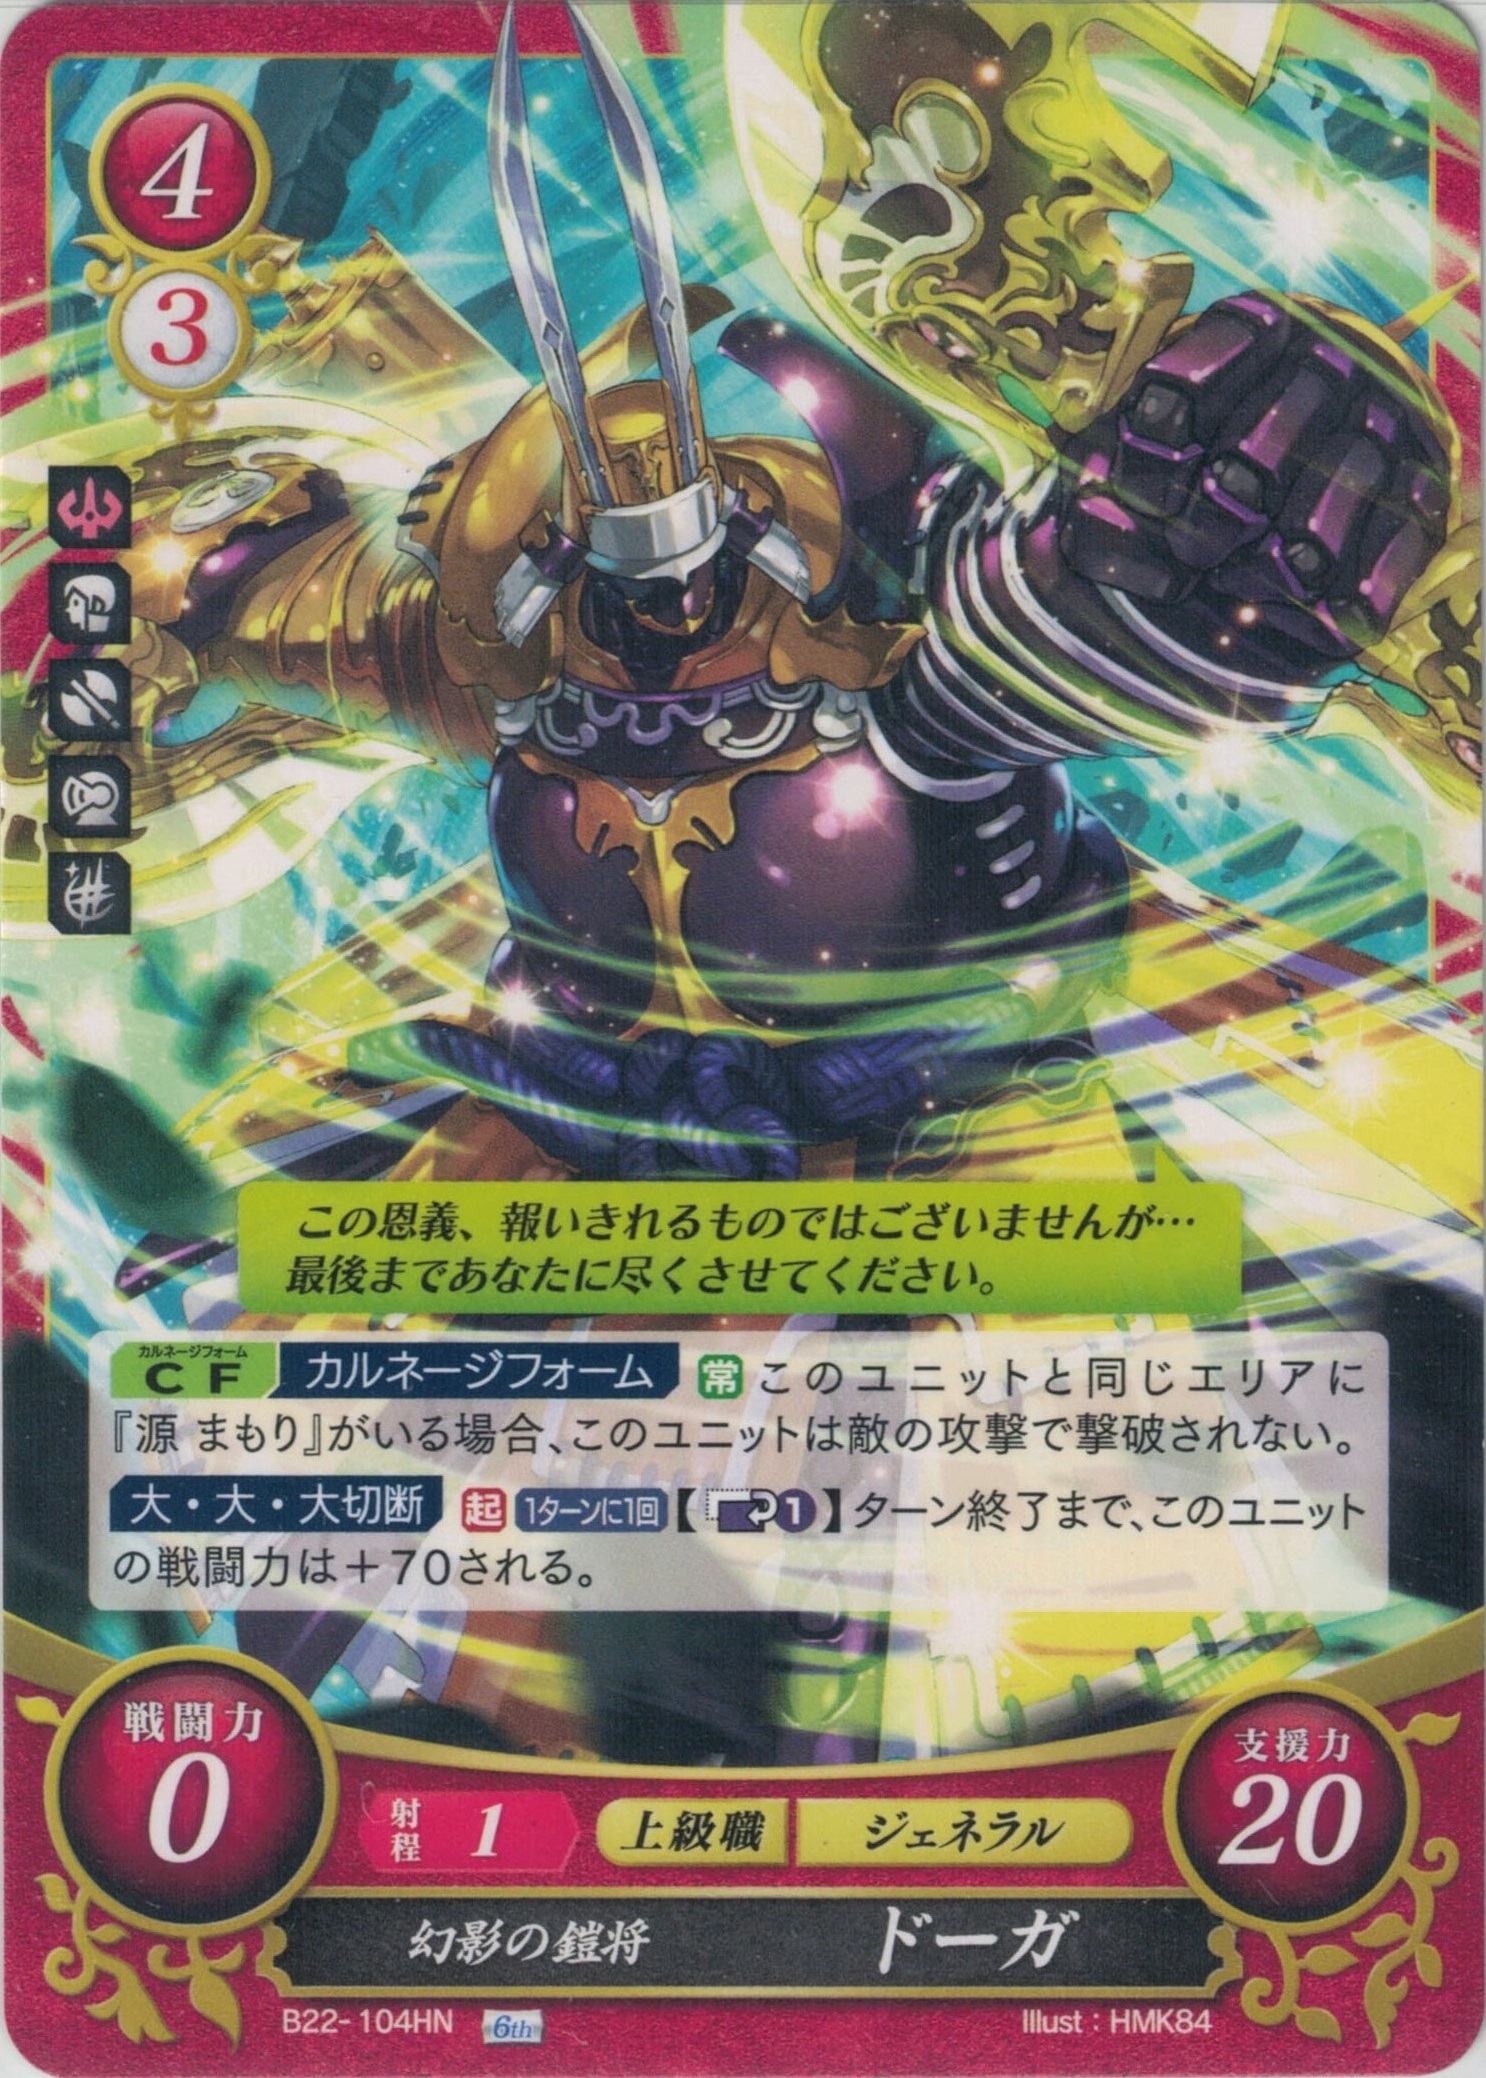 4
3
この恩義、報いきれるものではございませんが…
最後まであなたに尽くさせてください。
カルネージフォーム
CF カルネージフォーム 常 このユニットと同じエリアに
『源 まもり』がいる場合、このユニットは敵の攻撃で撃破されない。
大・大・大切断 起 1ターンに1回【1】ターン終了まで、このユニット
の戦闘力は＋70される。
戦闘力
0
射程 1
上級職 ジェネラル
支援力
20
幻影の鎧将 ドーガ
B22-104HN 6th Illust：HMK84